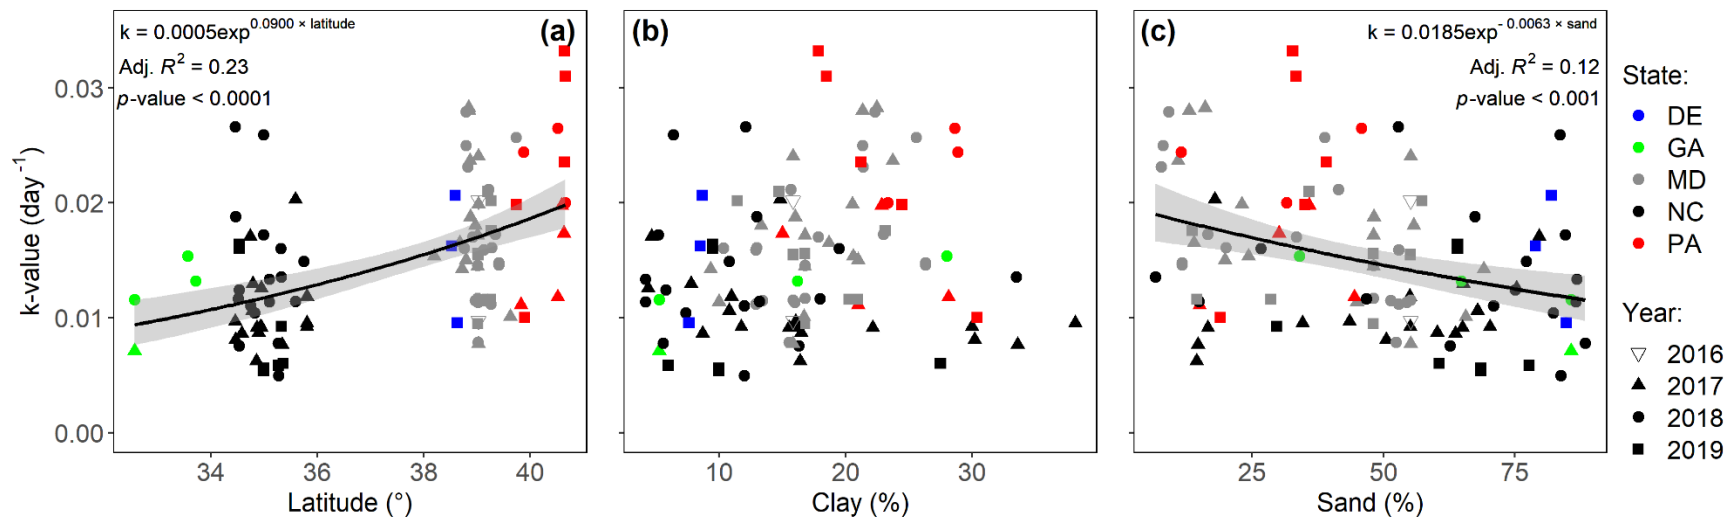 k = 0.0005exp^0.0900 × latitude
(a)
Adj. R² = 0.23
p-value < 0.0001
(b)
(c)
k = 0.0185exp^- 0.0063 × sand
Adj. R² = 0.12
p-value < 0.001
k-value (day⁻¹)
0.03
0.02
0.01
0.00
34 36 38 40
Latitude (°)
10 20 30
Clay (%)
25 50 75
Sand (%)
State:
DE
GA
MD
NC
PA
Year:
2016
2017
2018
2019